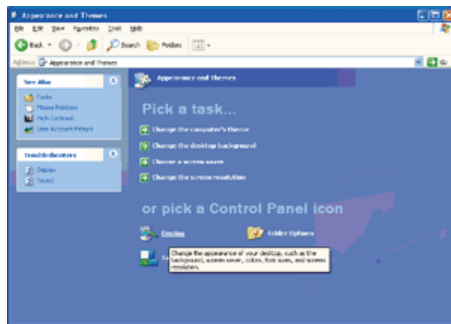 Appearance and Themes
File Edit View Favorites Tools Help
Back Search Folders
Address Appearance and Themes Go
See Also
Fonts
Mouse Pointers
High Contrast
User Account Picture
Troubleshooters
Display
Sound
Appearance and Themes
Pick a task...
Change the computer's theme
Change the desktop background
Choose a screen saver
Change the screen resolution
or pick a Control Panel icon
Display Folder Options
Change the appearance of your desktop, such as the
background, screen saver, colors, font sizes, and screen
resolution.